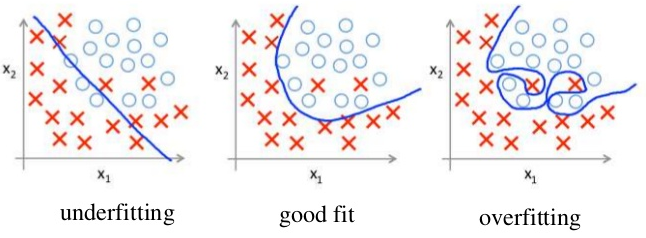 x₂
x₁
underfitting
x₂
x₁
good fit
x₂
x₁
overfitting